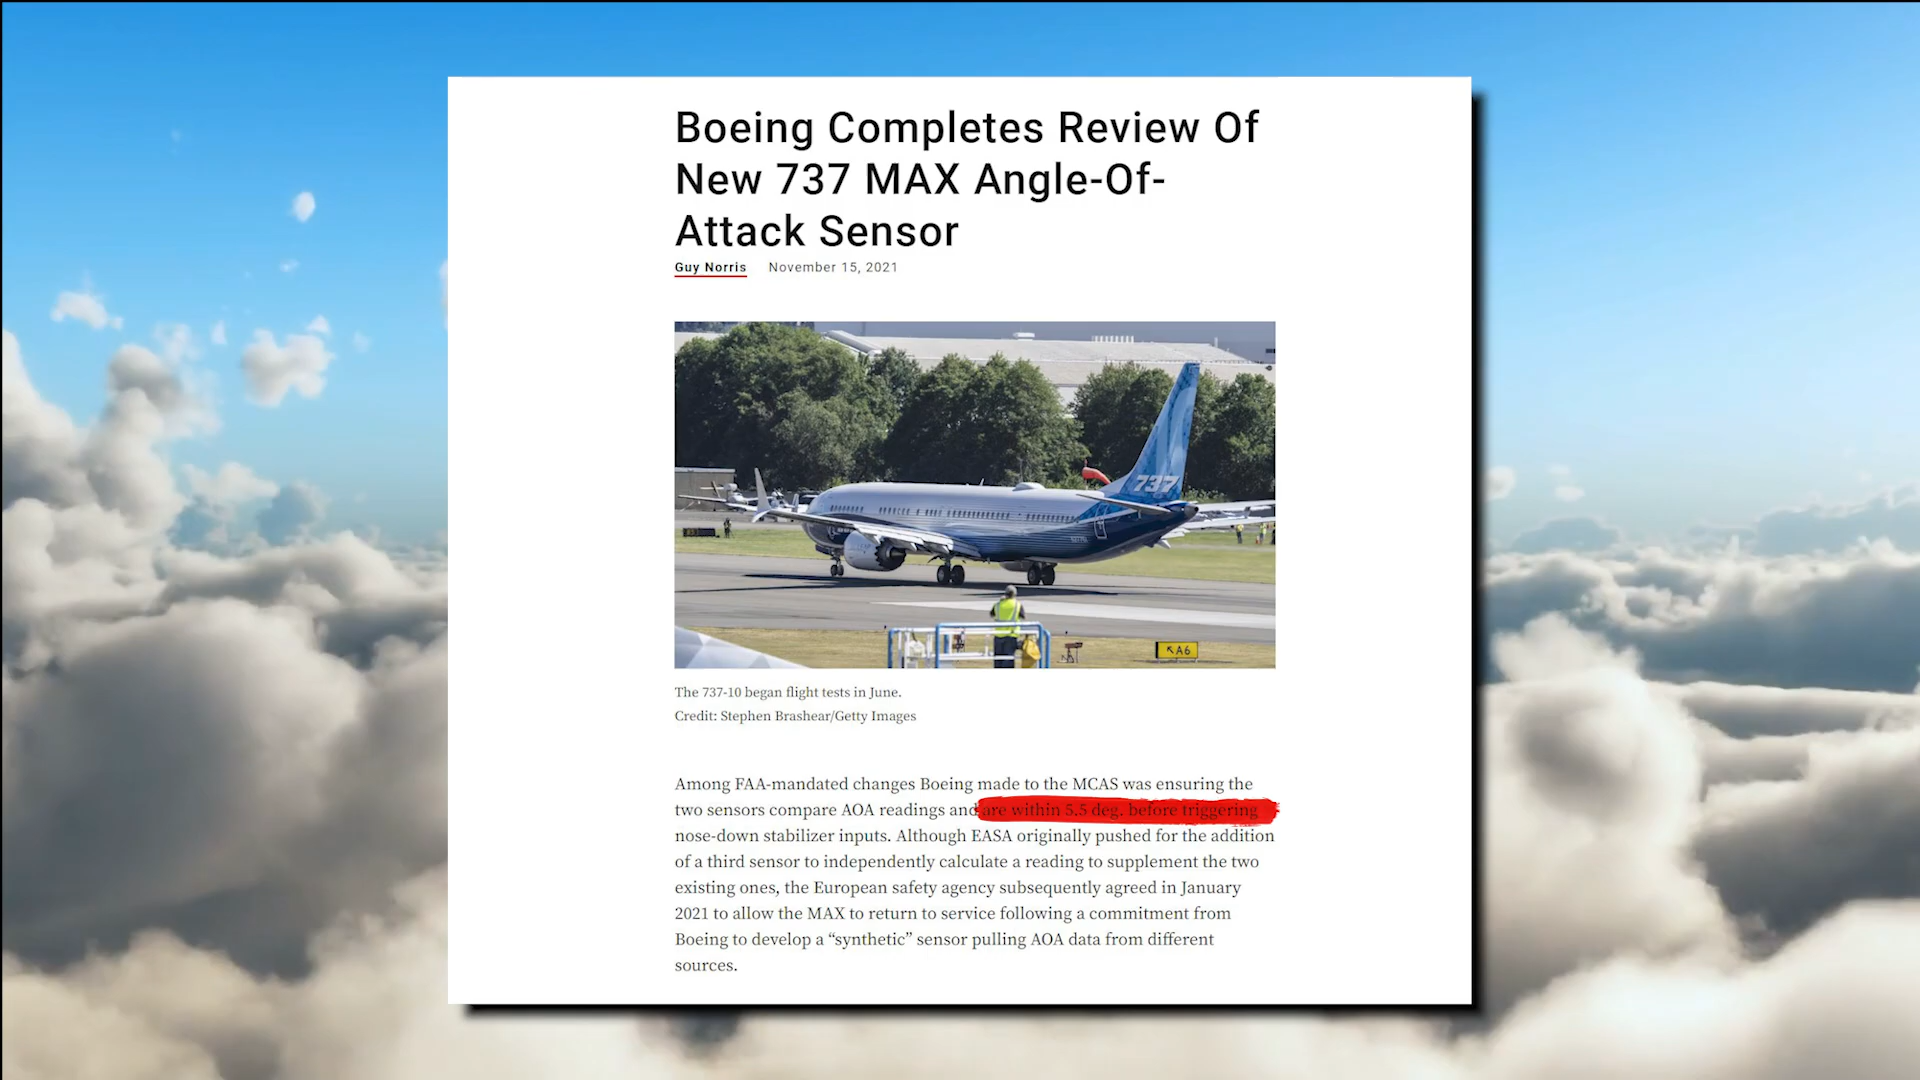 Boeing Completes Review Of
New 737 MAX Angle-Of-
Attack Sensor
Guy Norris November 15, 2021
737
A6
The 737-10 began flight tests in June.
Credit: Stephen Brashear/Getty Images
Among FAA-mandated changes Boeing made to the MCAS was ensuring the
two sensors compare AOA readings and are within 5.5 deg. before triggering
nose-down stabilizer inputs. Although EASA originally pushed for the addition
of a third sensor to independently calculate a reading to supplement the two
existing ones, the European safety agency subsequently agreed in January
2021 to allow the MAX to return to service following a commitment from
Boeing to develop a “synthetic” sensor pulling AOA data from different
sources.